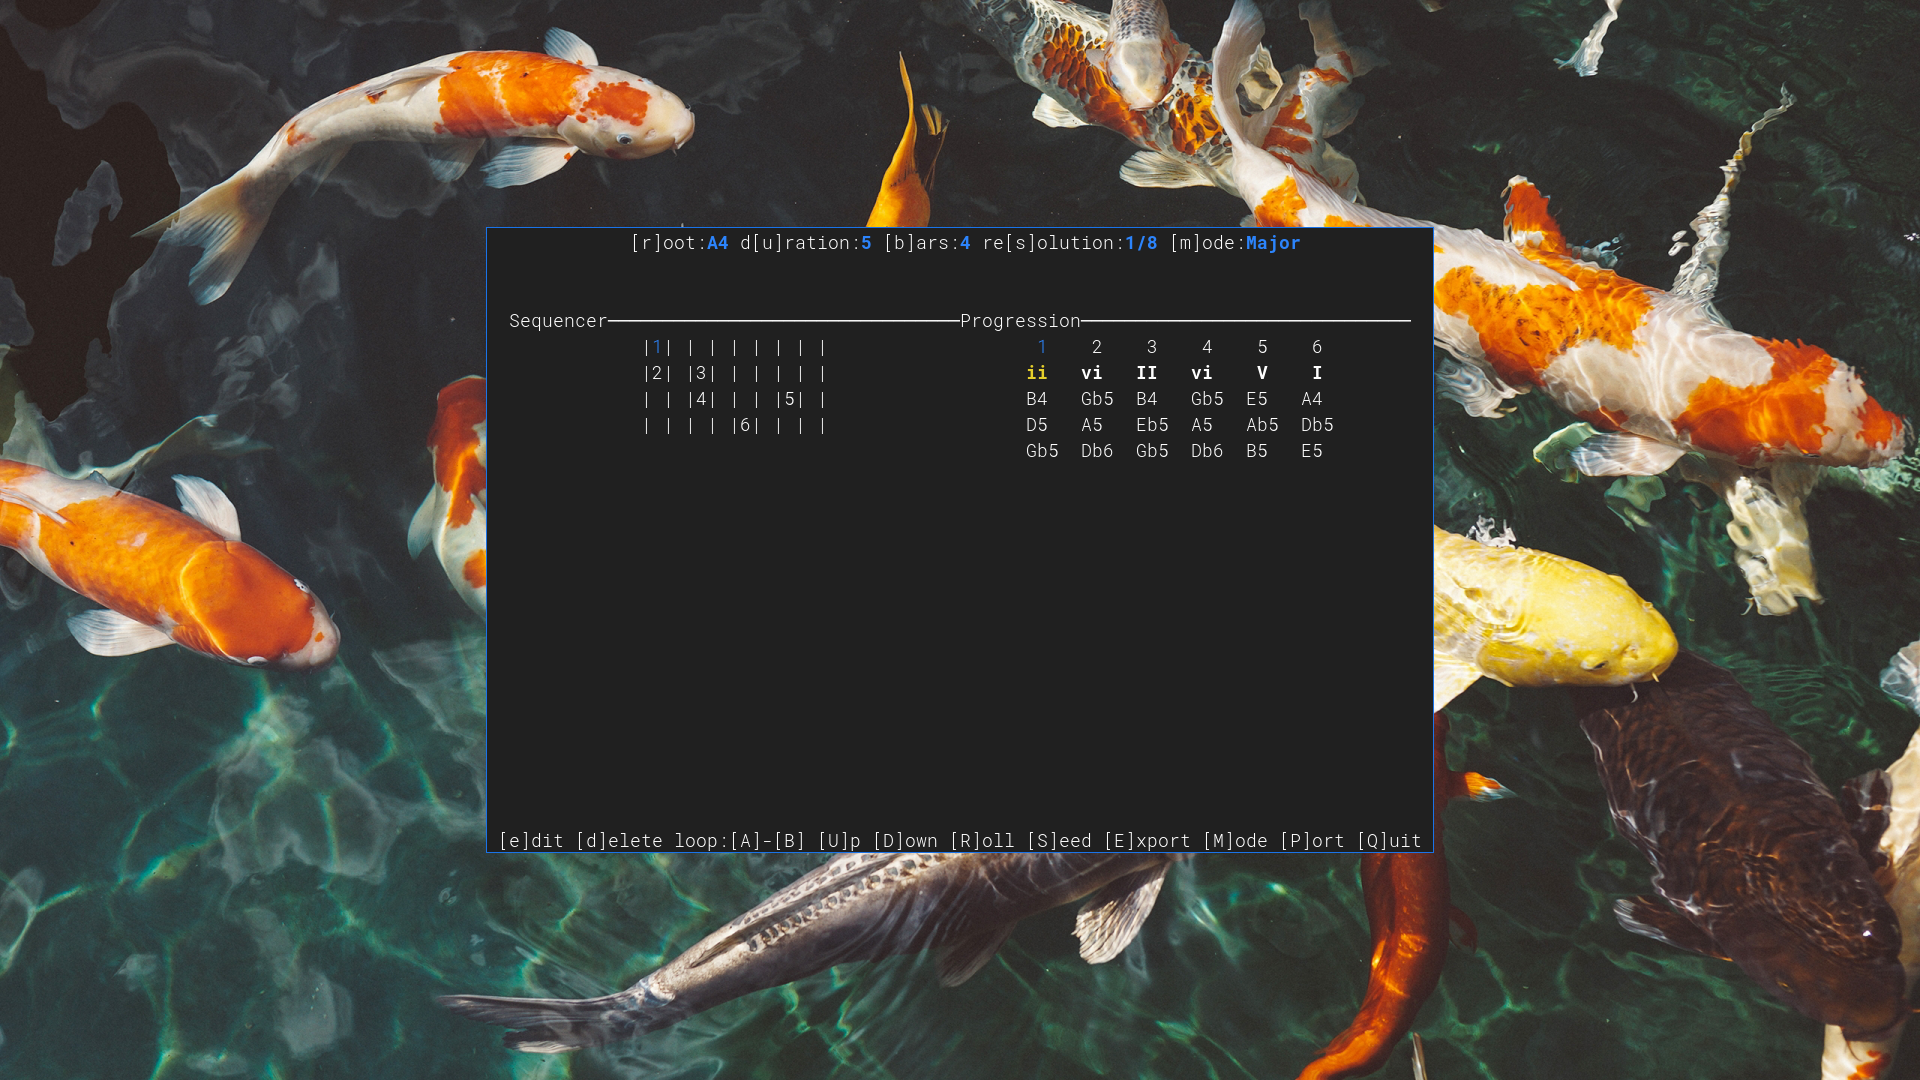 [r]oot:A4 d[u]ration:5 [b]ars:4 re[s]olution:1/8 [m]ode:Major
Sequencer Progression
|1| | | | | | | | 1 2 3 4 5 6
|2| |3| | | | | | ii vi II vi V I
| | |4| | | |5| | B4 Gb5 B4 Gb5 E5 A4
| | | | |6| | | | D5 A5 Eb5 A5 Ab5 Db5
Gb5 Db6 Gb5 Db6 B5 E5
[e]dit [d]elete loop:[A]-[B] [U]p [D]own [R]oll [S]eed [E]xport [M]ode [P]ort [Q]uit